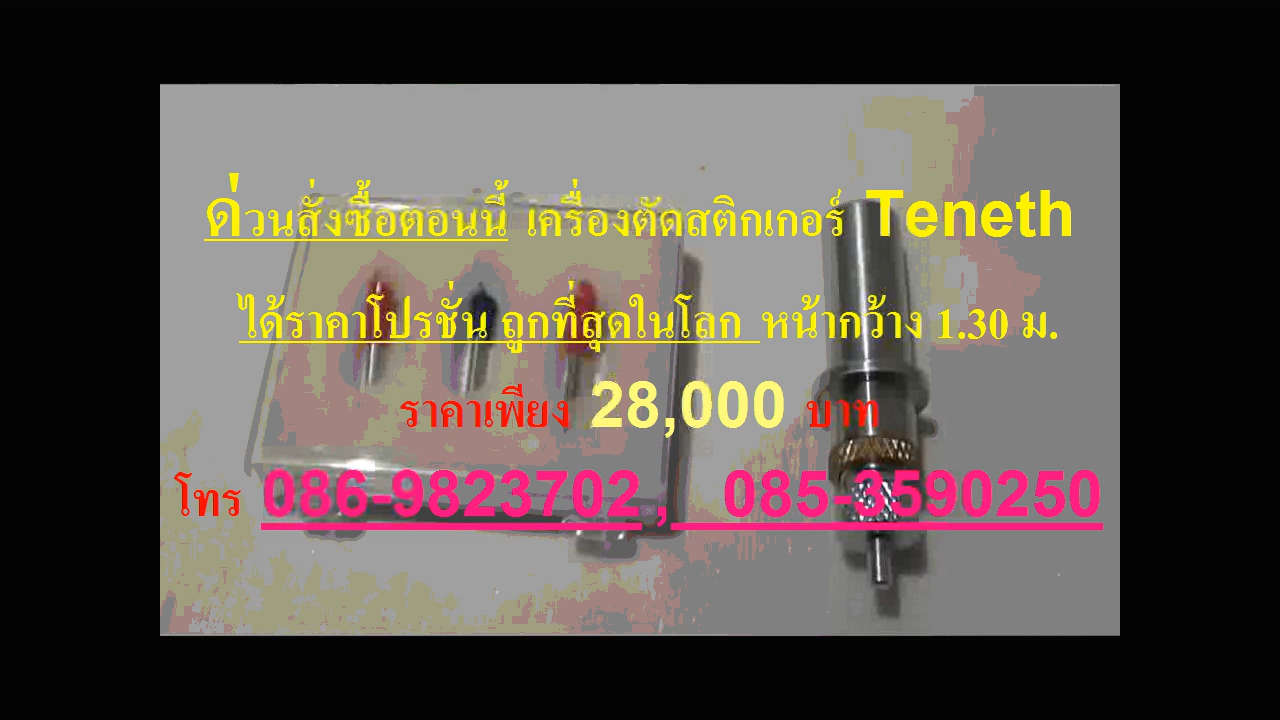 ด่วนสั่งซื้อตอนนี้ เครื่องตัดสติกเกอร์ Teneth
ได้ราคาโปรชั่น ถูกที่สุดในโลก หน้ากว้าง 1.30 ม.
ราคาเพียง 28,000 บาท
โทร 086-9823702 , 085-3590250